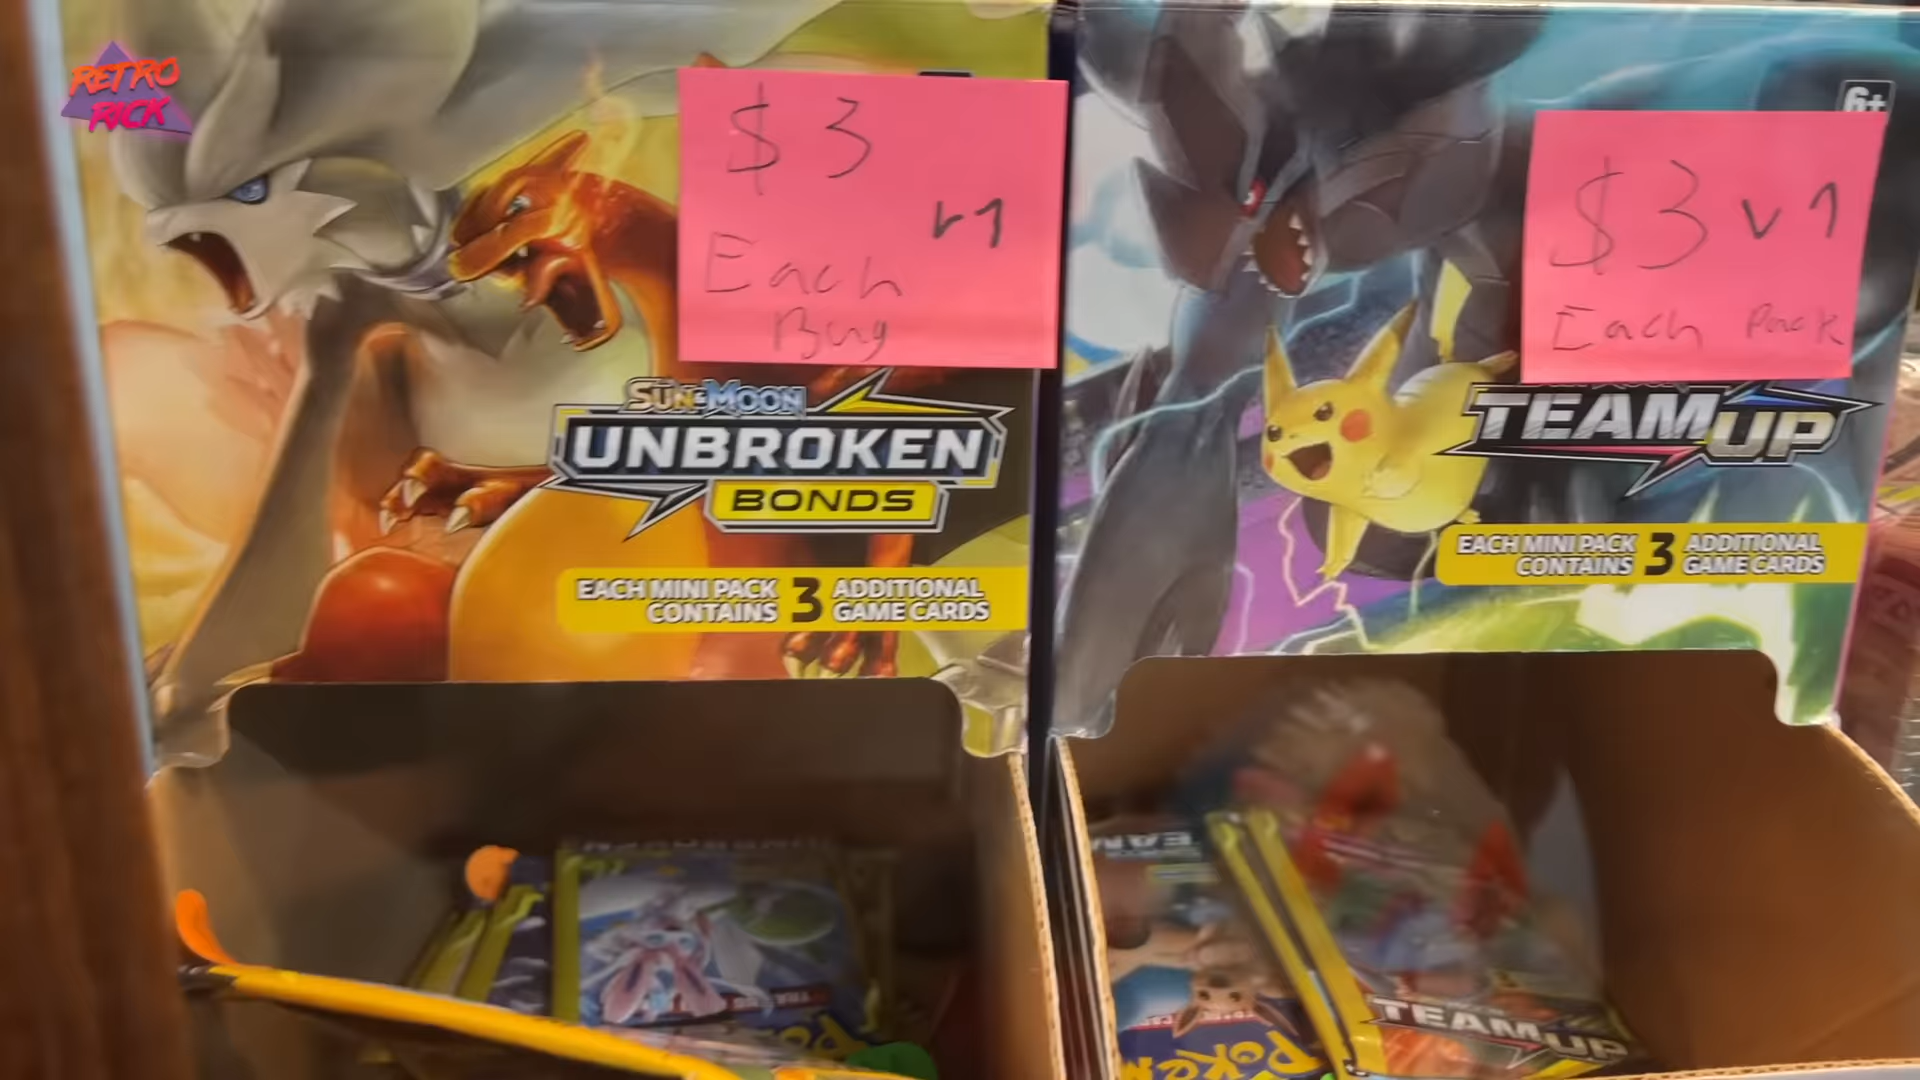 RETRO
RICK
$3
v1
Each
Bag
SUN & MOON
UNBROKEN
BONDS
EACH MINI PACK CONTAINS 3 ADDITIONAL GAME CARDS
6+
$3 v1
Each Pack
TEAM UP
EACH MINI PACK CONTAINS 3 ADDITIONAL GAME CARDS
TEAM UP
POKÉM